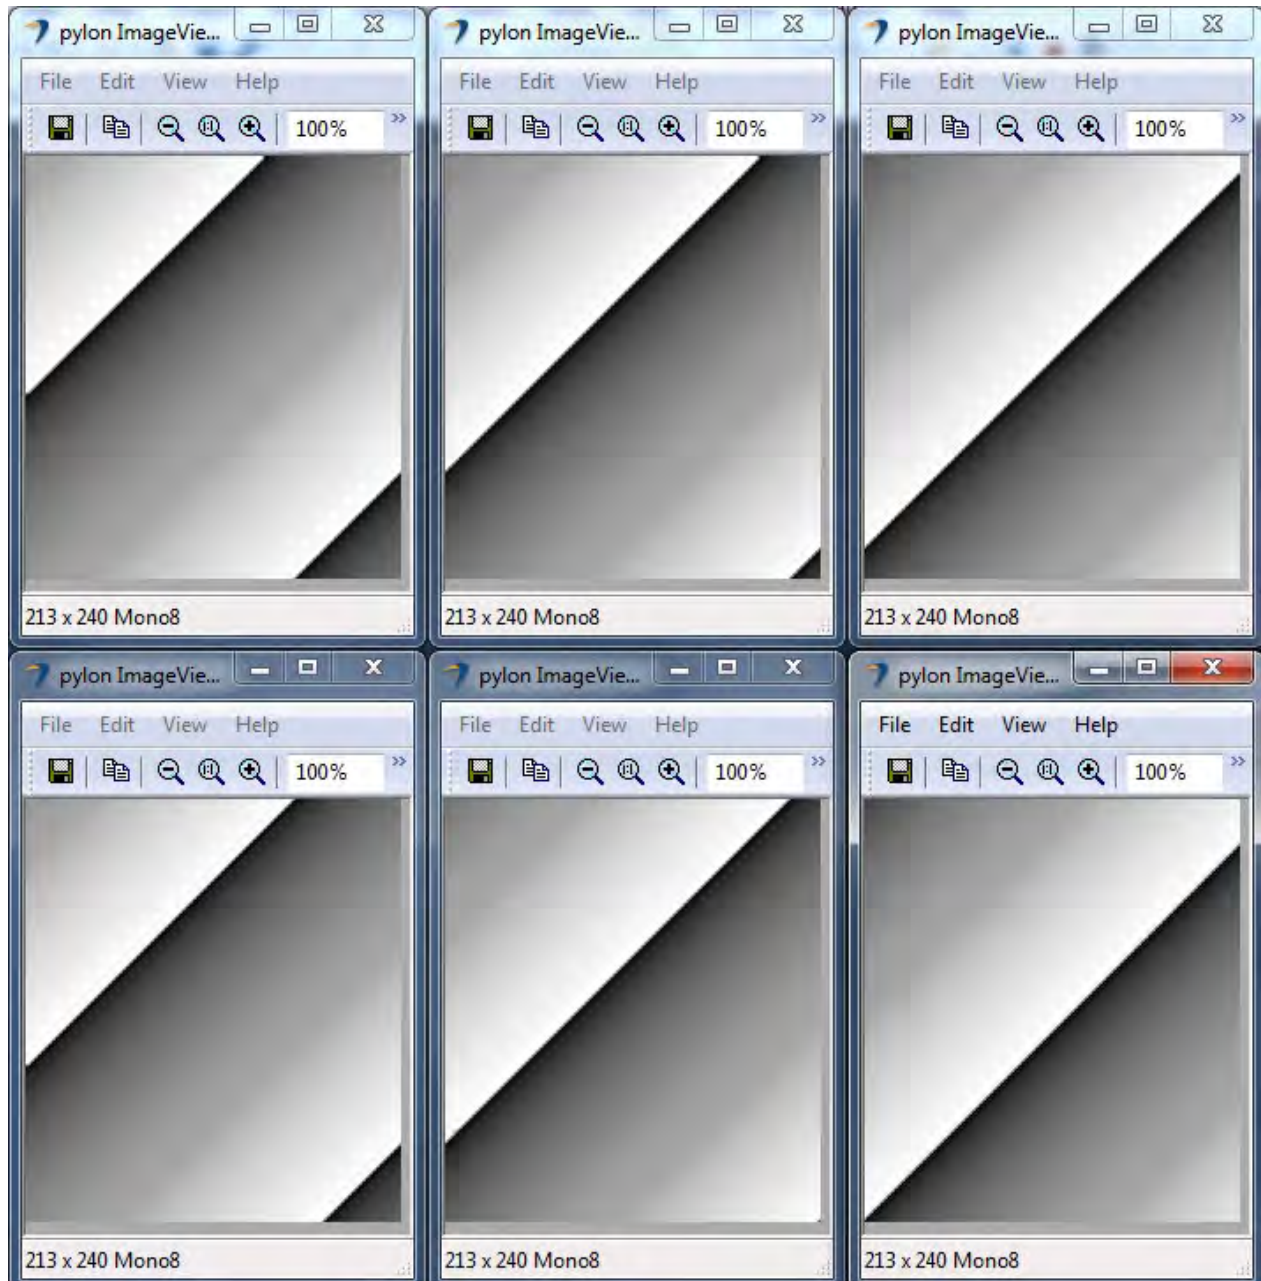 pylon ImageVie... pylon ImageVie... pylon ImageVie...
File Edit View Help File Edit View Help File Edit View Help
100% » 100% » 100% »
213 x 240 Mono8 213 x 240 Mono8 213 x 240 Mono8
pylon ImageVie... pylon ImageVie... pylon ImageVie...
File Edit View Help File Edit View Help File Edit View Help
100% » 100% » 100% »
213 x 240 Mono8 213 x 240 Mono8 213 x 240 Mono8